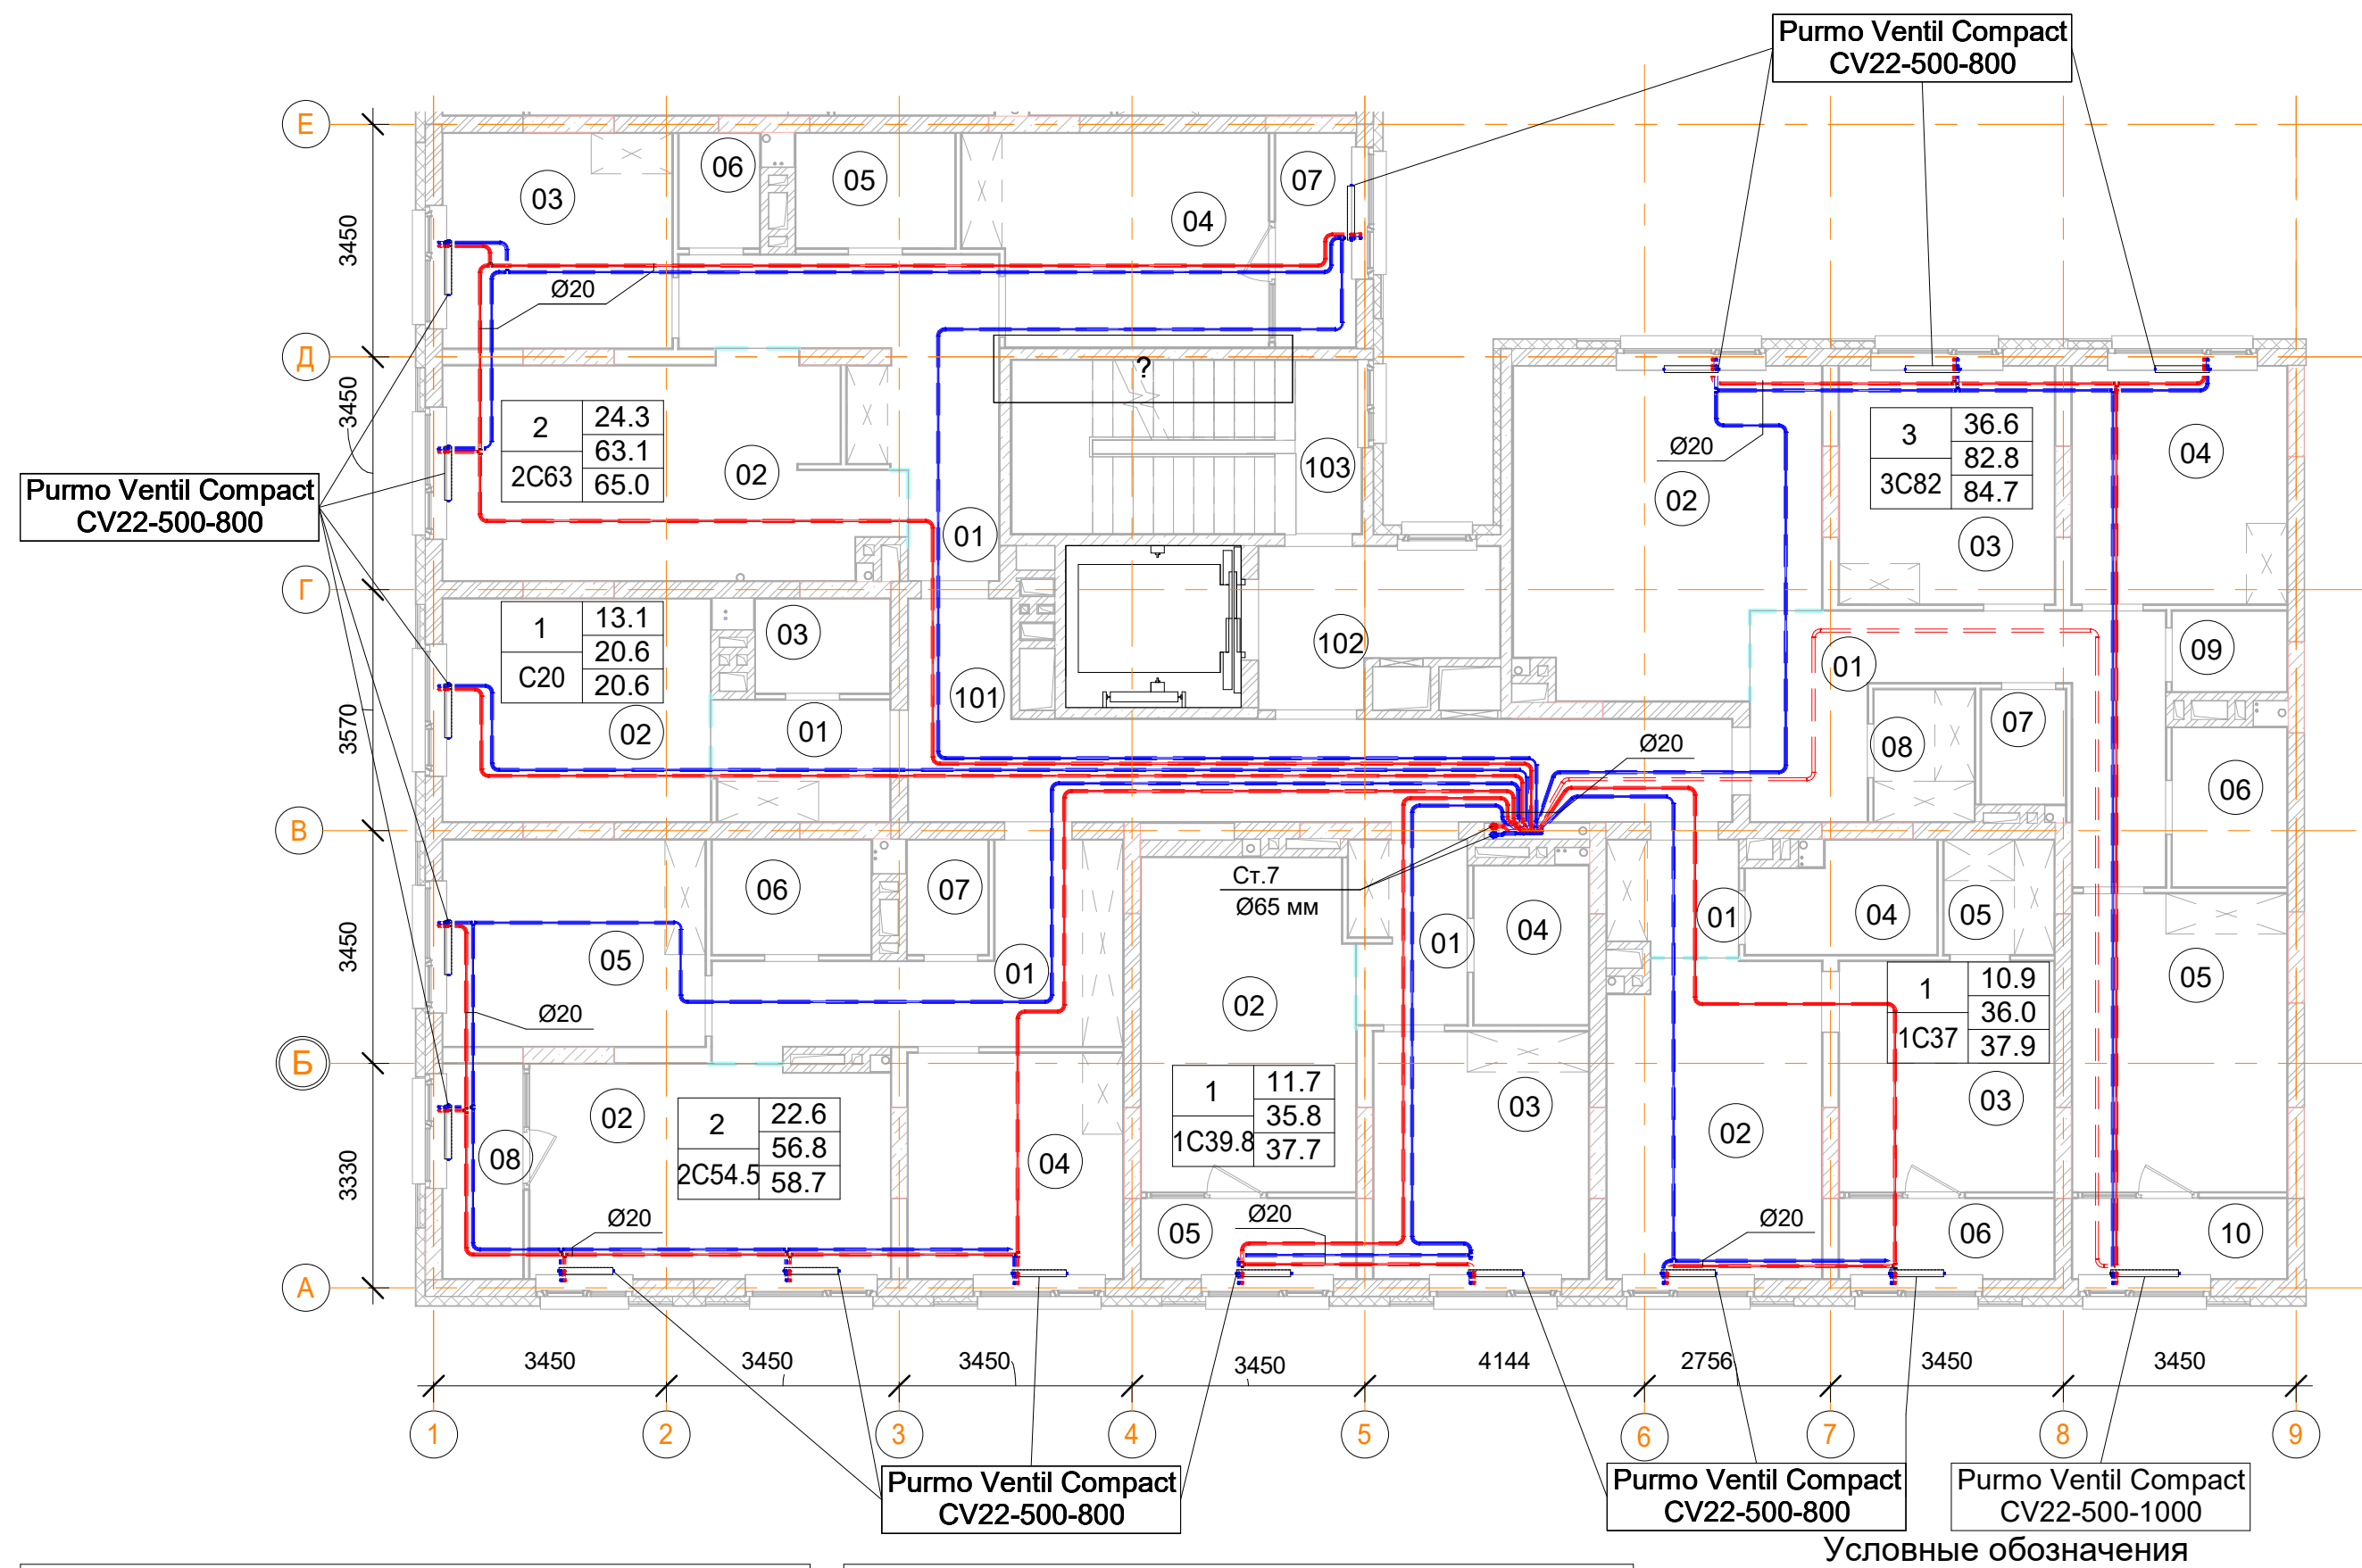 Purmo Ventil Compact
CV22-500-800
Е
06
05
07
03
04
3450
Ø20
Д
?
3450
2
24.3
63.1
2С63
65.0
02
103
Ø20
3
36.6
82.8
3С82
84.7
04
02
Purmo Ventil Compact
CV22-500-800
01
03
Г
1
13.1
20.6
С20
20.6
03
102
01
09
101
02
01
3570
Ø20
08
07
06
В
Ст.7
Ø65 мм
06
07
01
04
01
04
05
3450
05
01
02
05
1
10.9
36.0
1С37
37.9
Б
02
2
22.6
56.8
2С54.5
58.7
1
11.7
35.8
1С39.8
37.7
03
03
02
08
04
3330
Ø20
05
Ø20
Ø20
06
10
А
3450
3450
3450
3450
4144
2756
3450
3450
1
2
3
4
5
6
7
8
9
Purmo Ventil Compact
CV22-500-800
Purmo Ventil Compact
CV22-500-800
Purmo Ventil Compact
CV22-500-1000
Условные обозначения